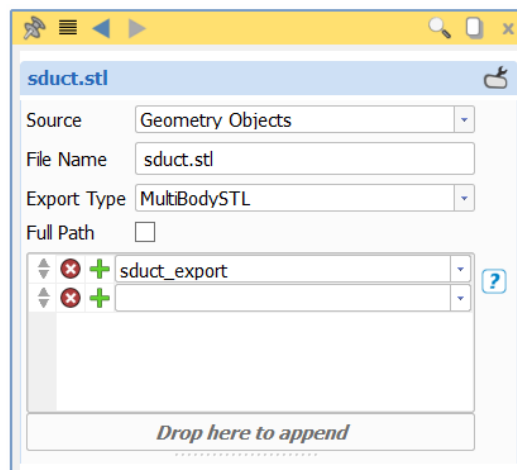 sduct.stl
Source Geometry Objects
File Name sduct.stl
Export Type MultiBodySTL
Full Path
sduct_export
?
Drop here to append